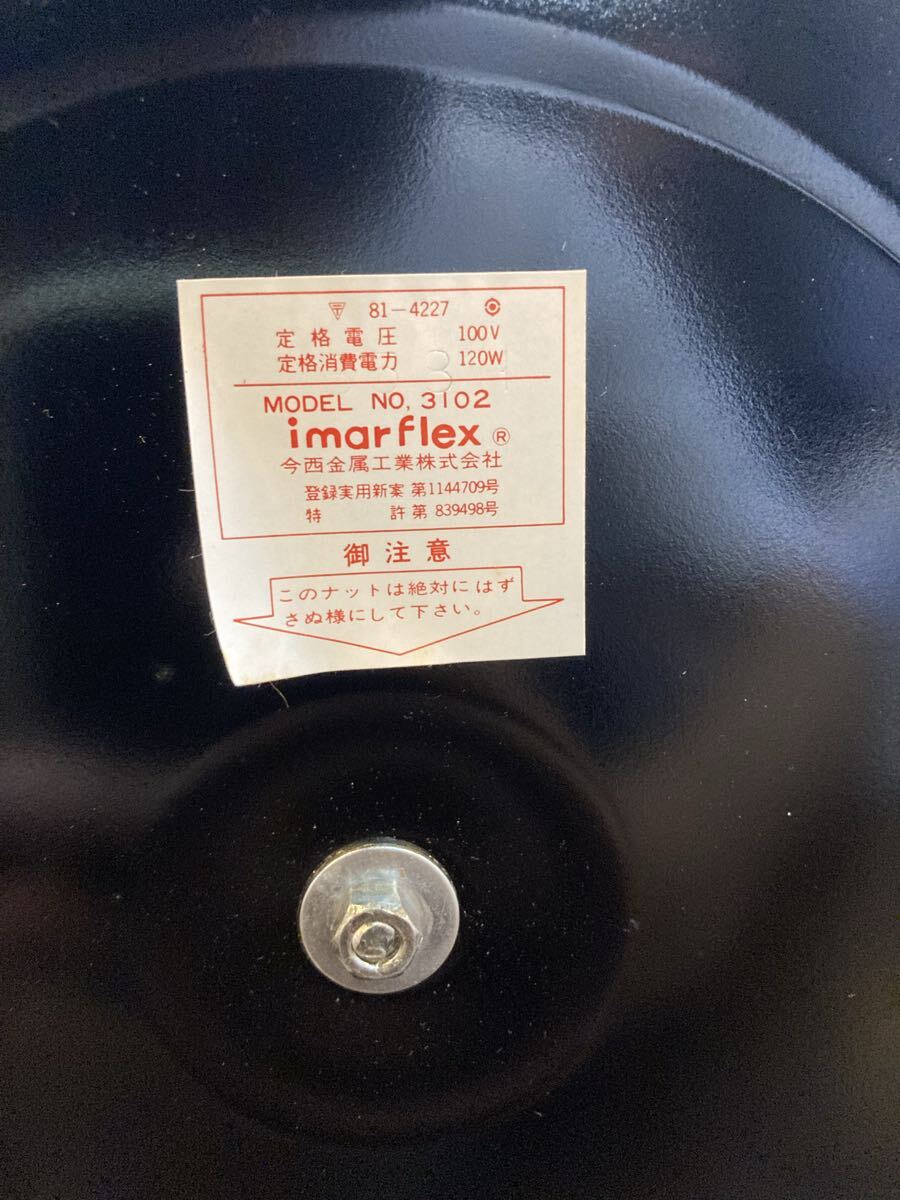 〒 81-4227
定格電圧 100V
定格消費電力 120W
MODEL NO, 3102
imarflex ®
今西金属工業株式会社
登録実用新案 第1144709号
特許第 839498号
御注意
このナットは絶対にはず
さぬ様にして下さい。